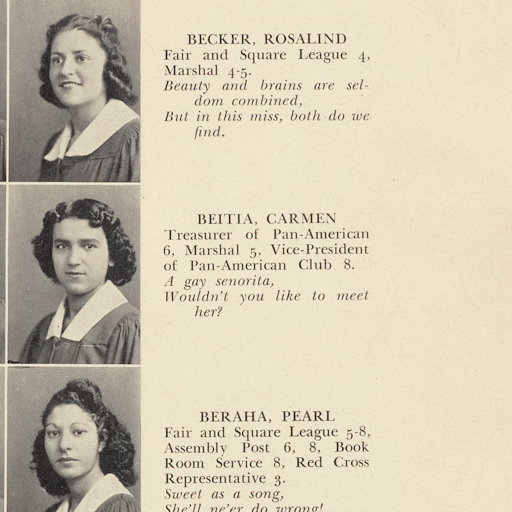 BECKER, ROSALIND
Fair and Square League 4,
Marshal 4-5.
Beauty and brains are sel-
dom combined,
But in this miss, both do we
find.
BEITIA, CARMEN
Treasurer of Pan-American
6, Marshal 5, Vice-President
of Pan-American Club 8.
A gay senorita,
Wouldn't you like to meet
her?
BERAHA, PEARL
Fair and Square League 5-8,
Assembly Post 6, 8, Book
Room Service 8, Red Cross
Representative 3.
Sweet as a song,
She'll ne'er do wrong!